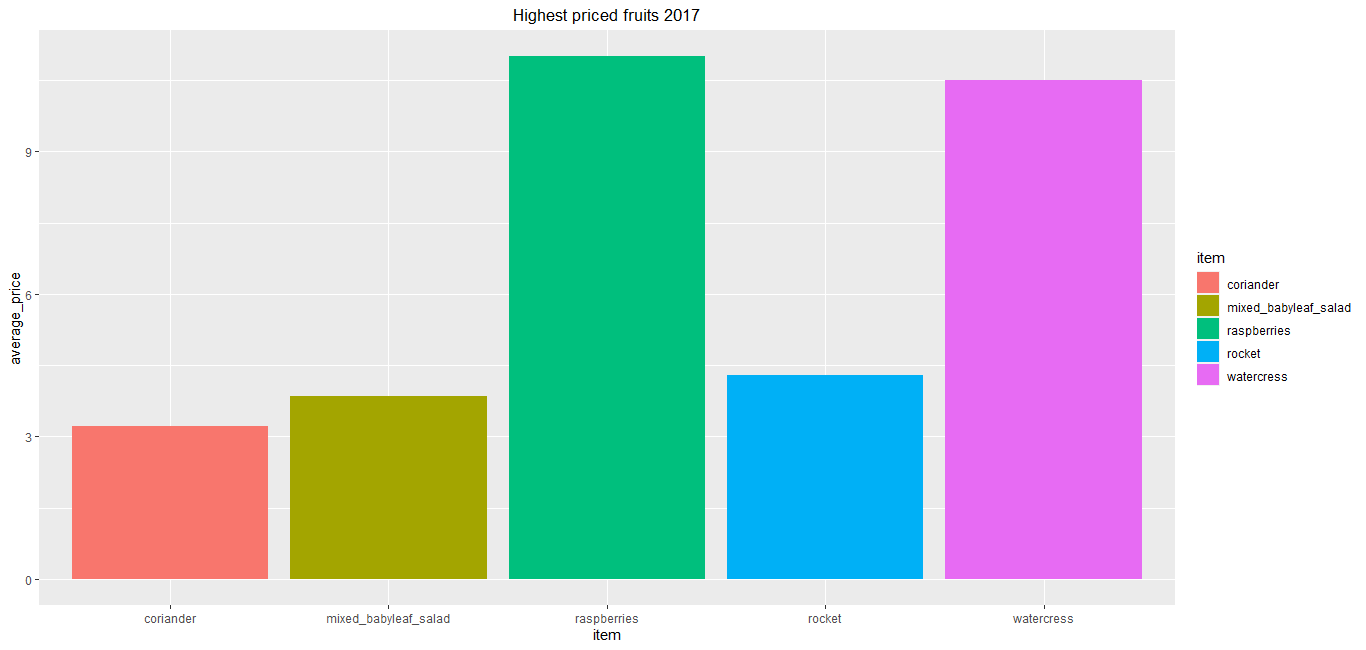 Highest priced fruits 2017
average_price
9
6
3
0
coriander
mixed_babyleaf_salad
raspberries
rocket
watercress
item
item
coriander
mixed_babyleaf_salad
raspberries
rocket
watercress